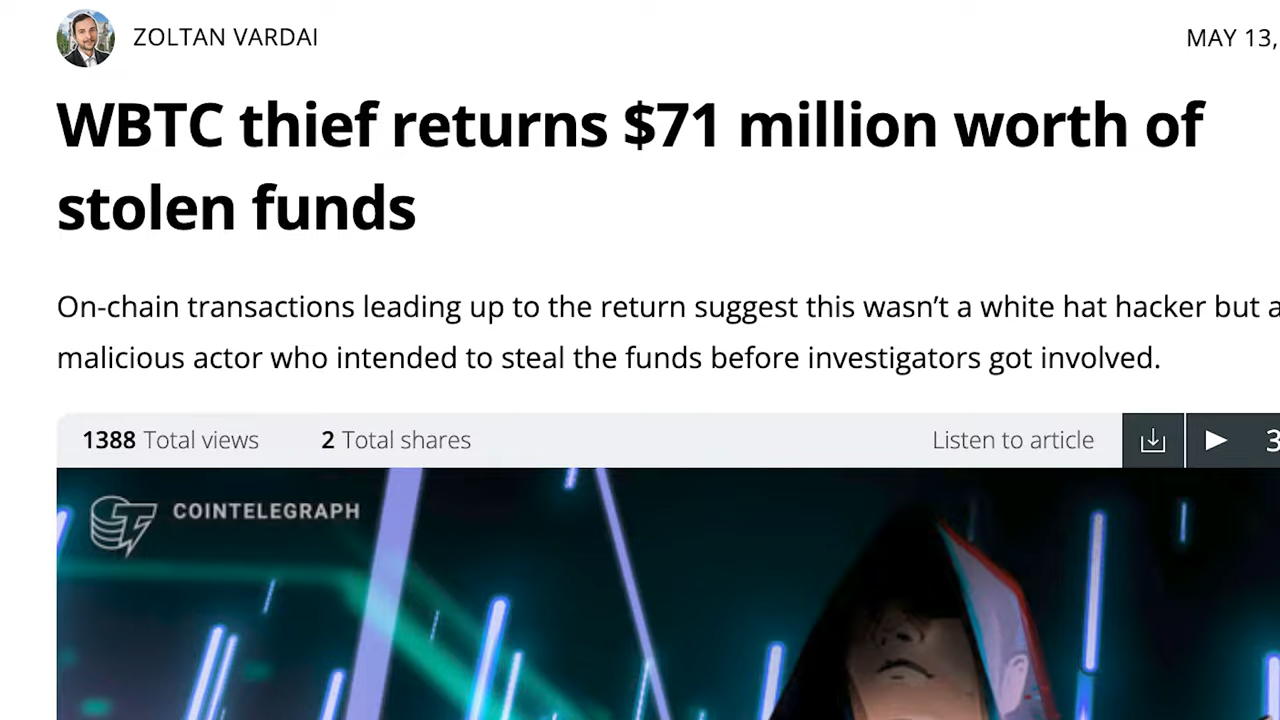 ZOLTAN VARDAI
MAY 13,
WBTC thief returns $71 million worth of
stolen funds
On-chain transactions leading up to the return suggest this wasn’t a white hat hacker but a
malicious actor who intended to steal the funds before investigators got involved.
1388 Total views 2 Total shares Listen to article 3
COINTELEGRAPH